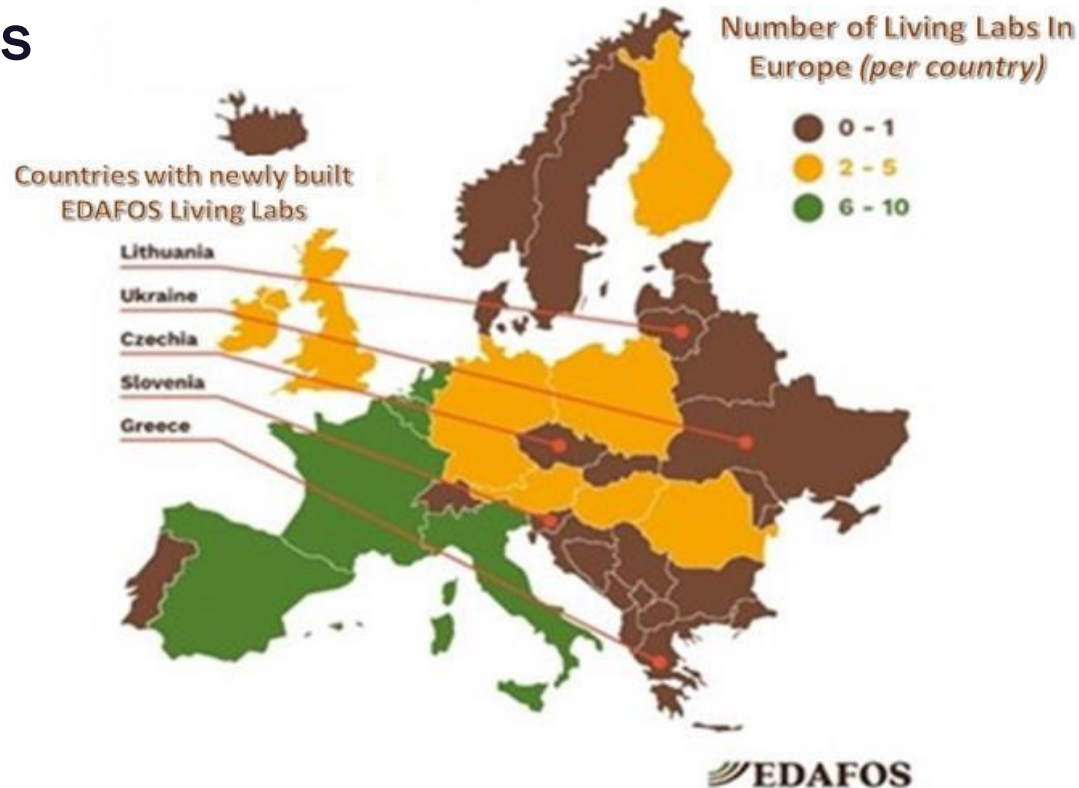 S
Number of Living Labs In
Europe (per country)
0 - 1
2 - 5
6 - 10
Countries with newly built
EDAFOS Living Labs
Lithuania
Ukraine
Czechia
Slovenia
Greece
EDAFOS